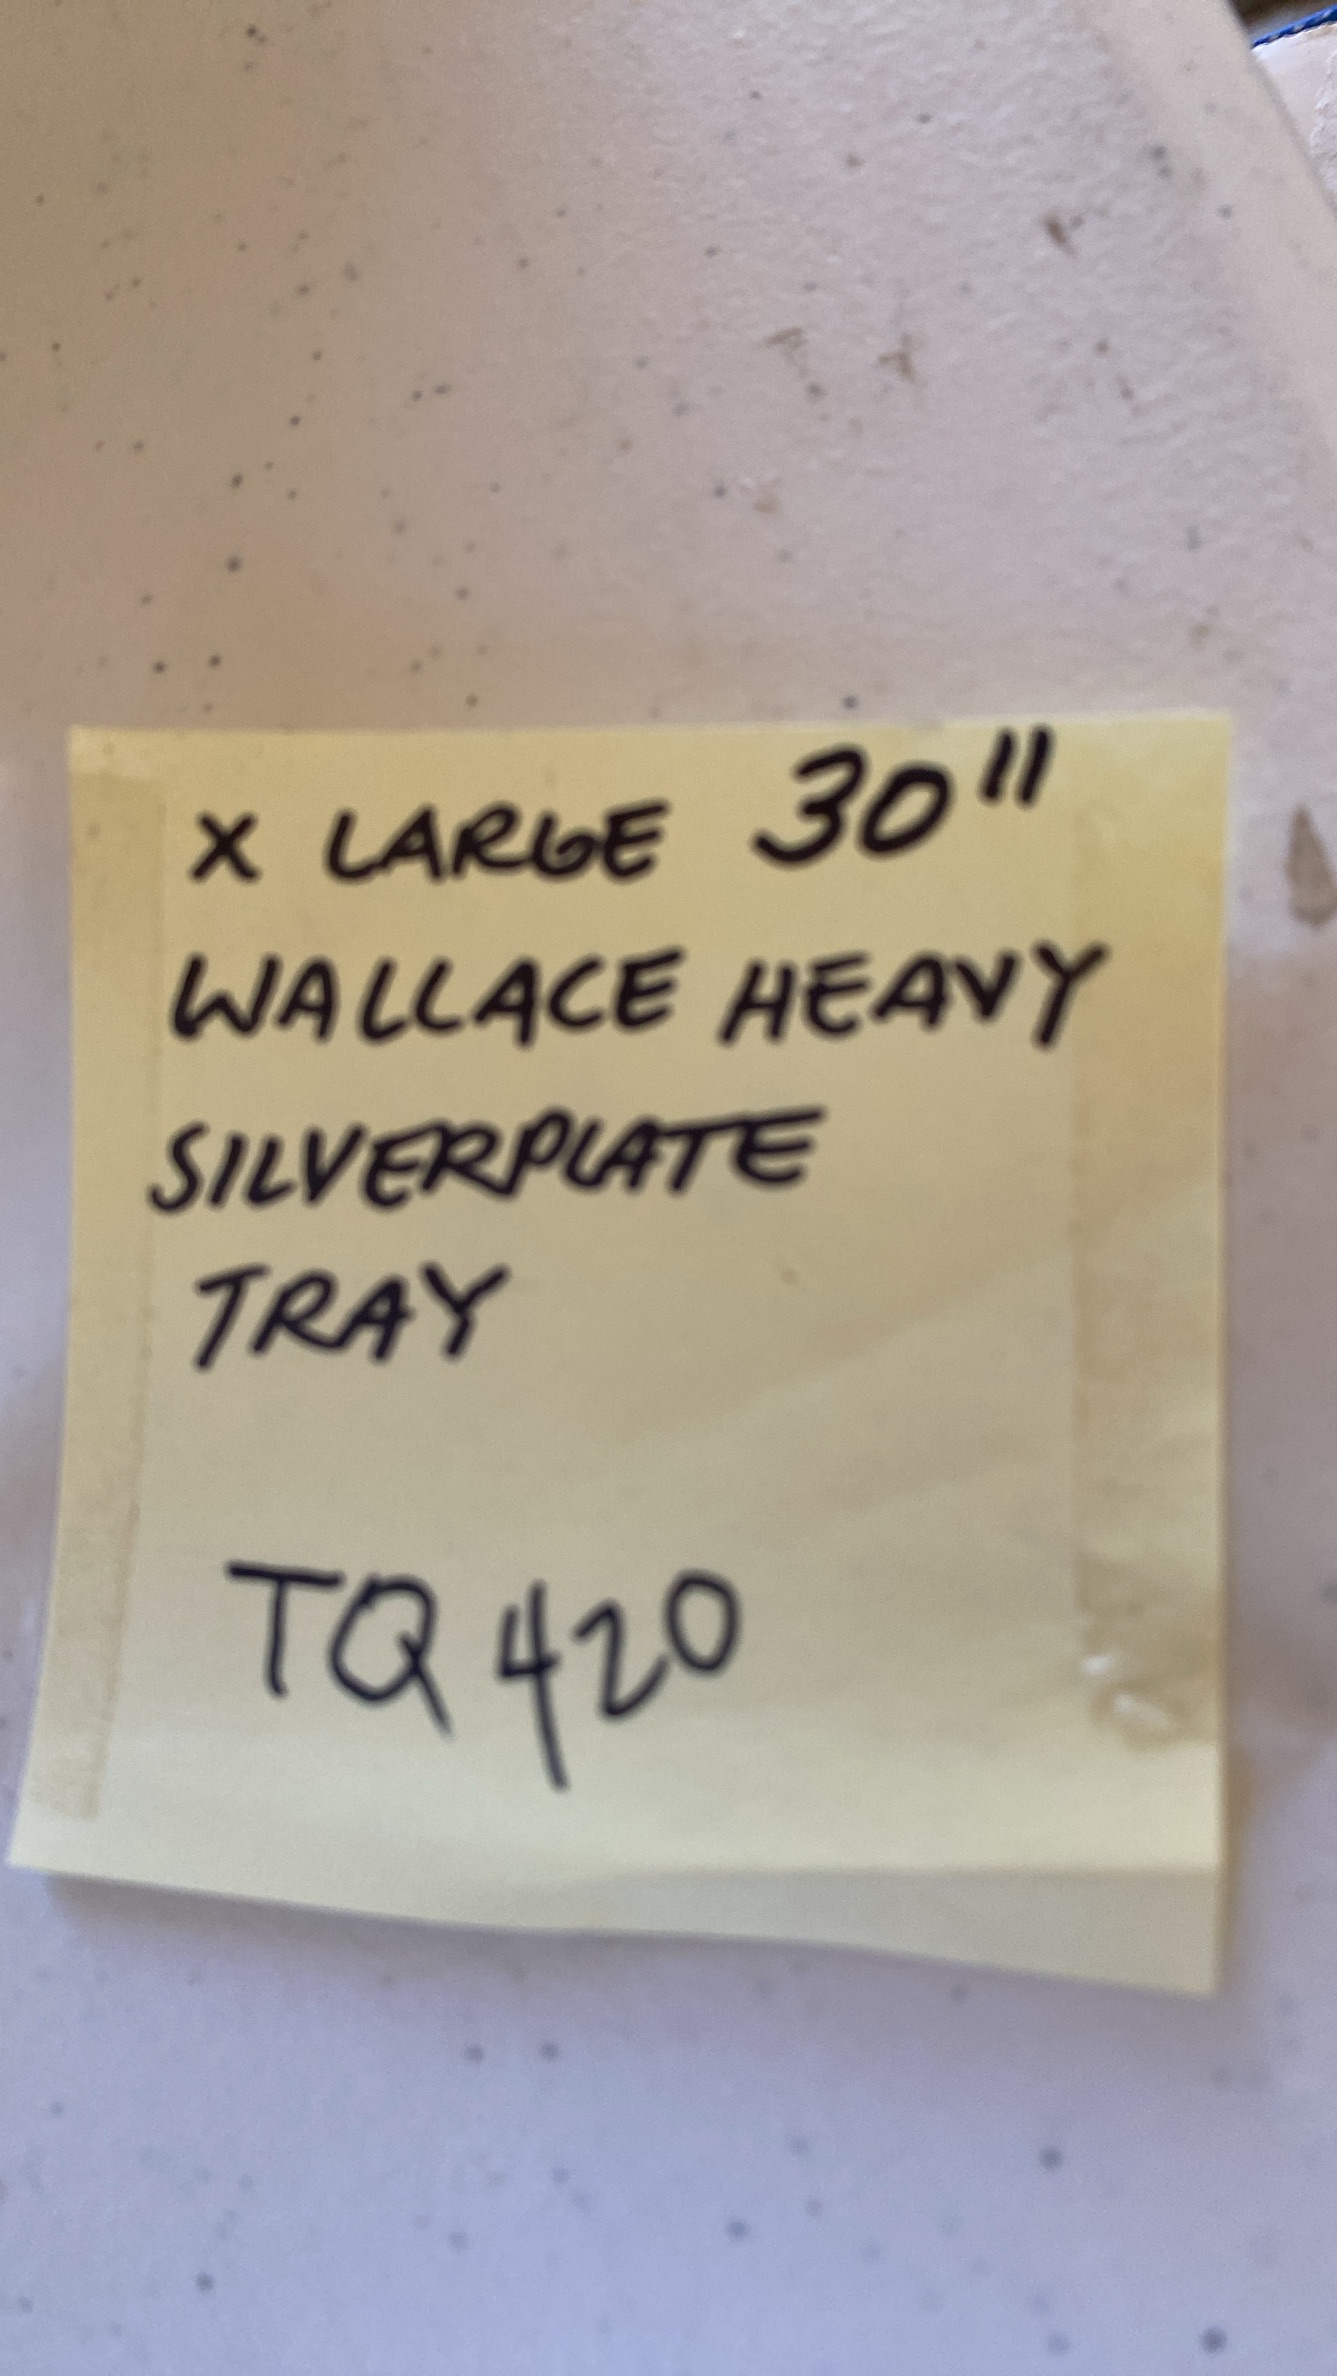 X LARGE 30"
WALLACE HEAVY
SILVERPLATE
TRAY
TQ 420